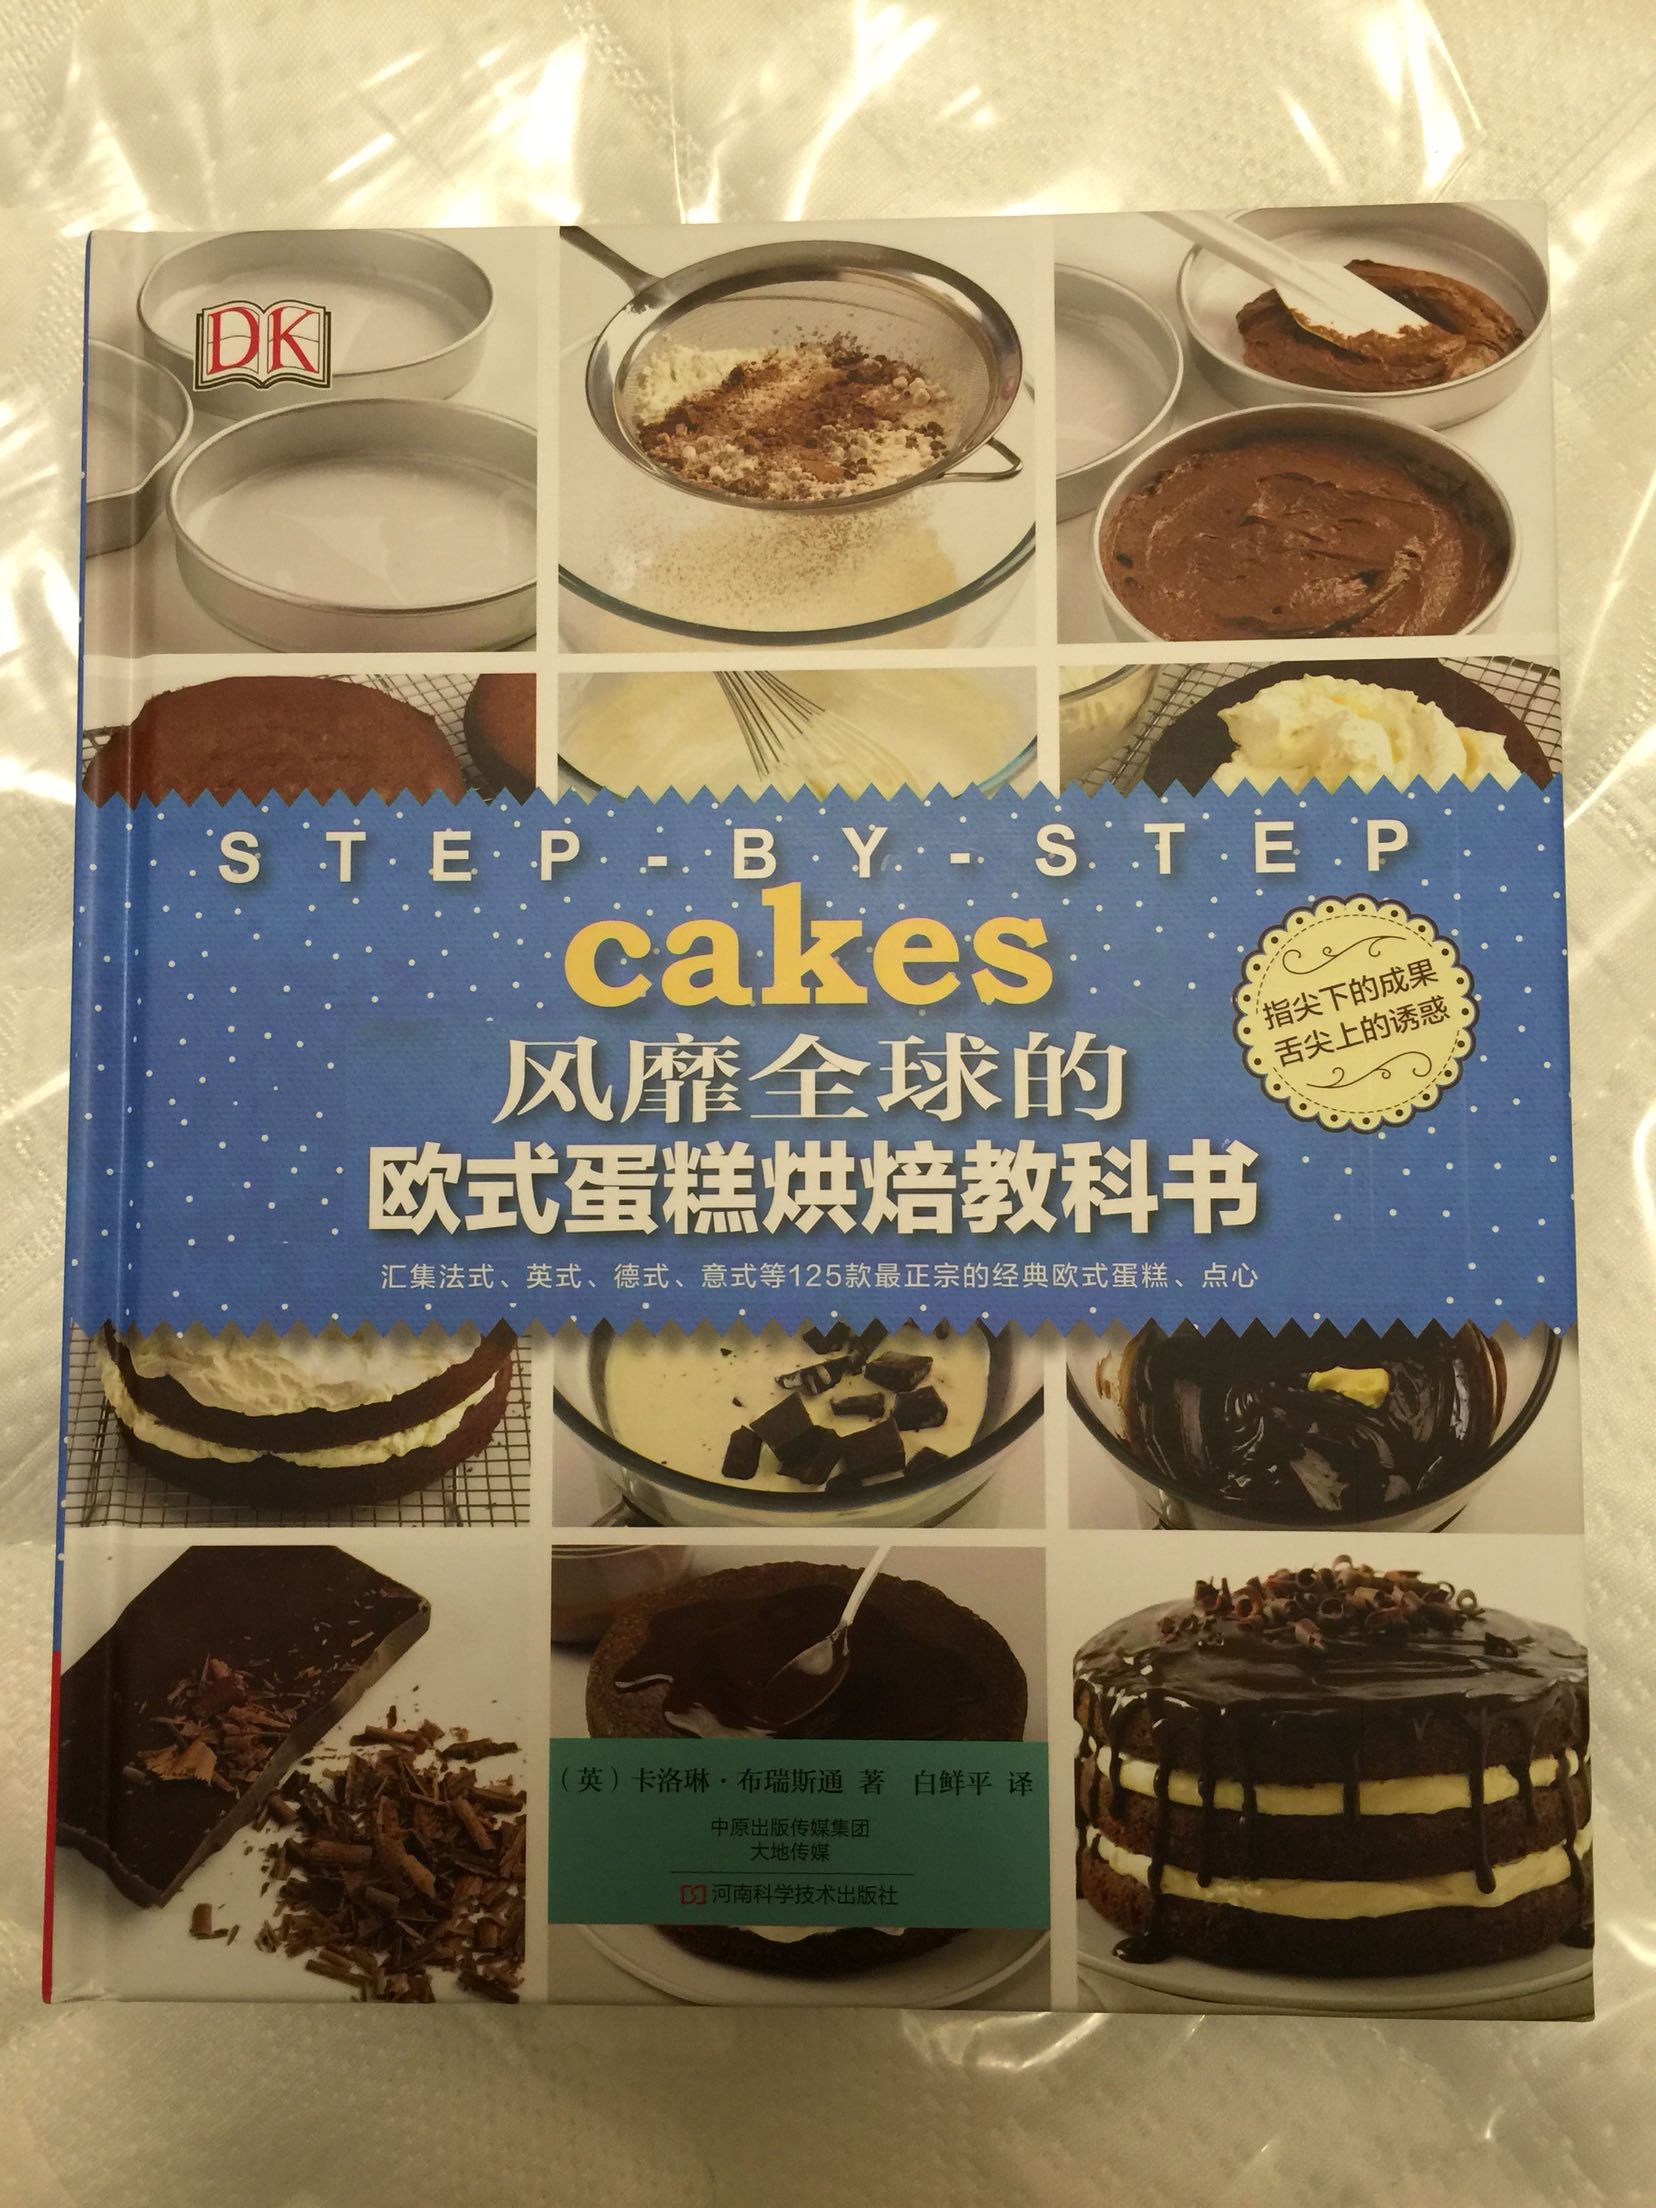 DK
STEP-BY-STEP
cakes
指尖下的成果
舌尖上的诱惑
风靡全球的
欧式蛋糕烘焙教科书
汇集法式、英式、德式、意式等125款最正宗的经典欧式蛋糕、点心
（英）卡洛琳·布瑞斯通 著 白鲜平 译
中原出版传媒集团
大地传媒
河南科学技术出版社